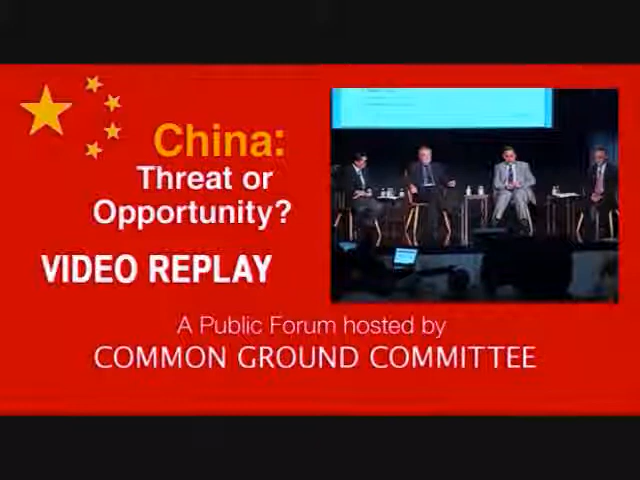 China:
Threat or
Opportunity?
VIDEO REPLAY
A Public Forum hosted by
COMMON GROUND COMMITTEE